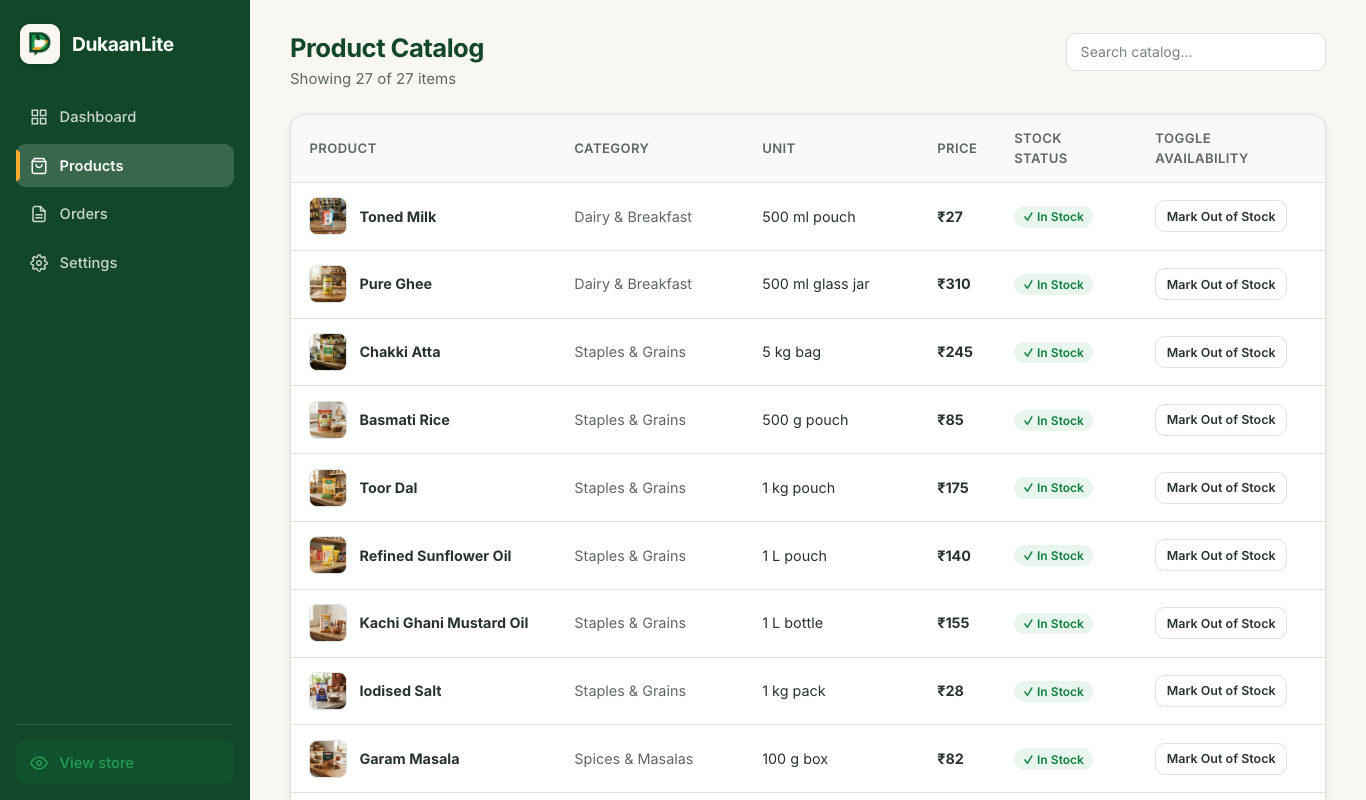 DukaanLite
Dashboard
Products
Orders
Settings
View store
Product Catalog
Showing 27 of 27 items
Search catalog...
PRODUCT CATEGORY UNIT PRICE STOCK STATUS TOGGLE AVAILABILITY
Toned Milk Dairy & Breakfast 500 ml pouch ₹27 ✓ In Stock Mark Out of Stock
Pure Ghee Dairy & Breakfast 500 ml glass jar ₹310 ✓ In Stock Mark Out of Stock
Chakki Atta Staples & Grains 5 kg bag ₹245 ✓ In Stock Mark Out of Stock
Basmati Rice Staples & Grains 500 g pouch ₹85 ✓ In Stock Mark Out of Stock
Toor Dal Staples & Grains 1 kg pouch ₹175 ✓ In Stock Mark Out of Stock
Refined Sunflower Oil Staples & Grains 1 L pouch ₹140 ✓ In Stock Mark Out of Stock
Kachi Ghani Mustard Oil Staples & Grains 1 L bottle ₹155 ✓ In Stock Mark Out of Stock
Iodised Salt Staples & Grains 1 kg pack ₹28 ✓ In Stock Mark Out of Stock
Garam Masala Spices & Masalas 100 g box ₹82 ✓ In Stock Mark Out of Stock